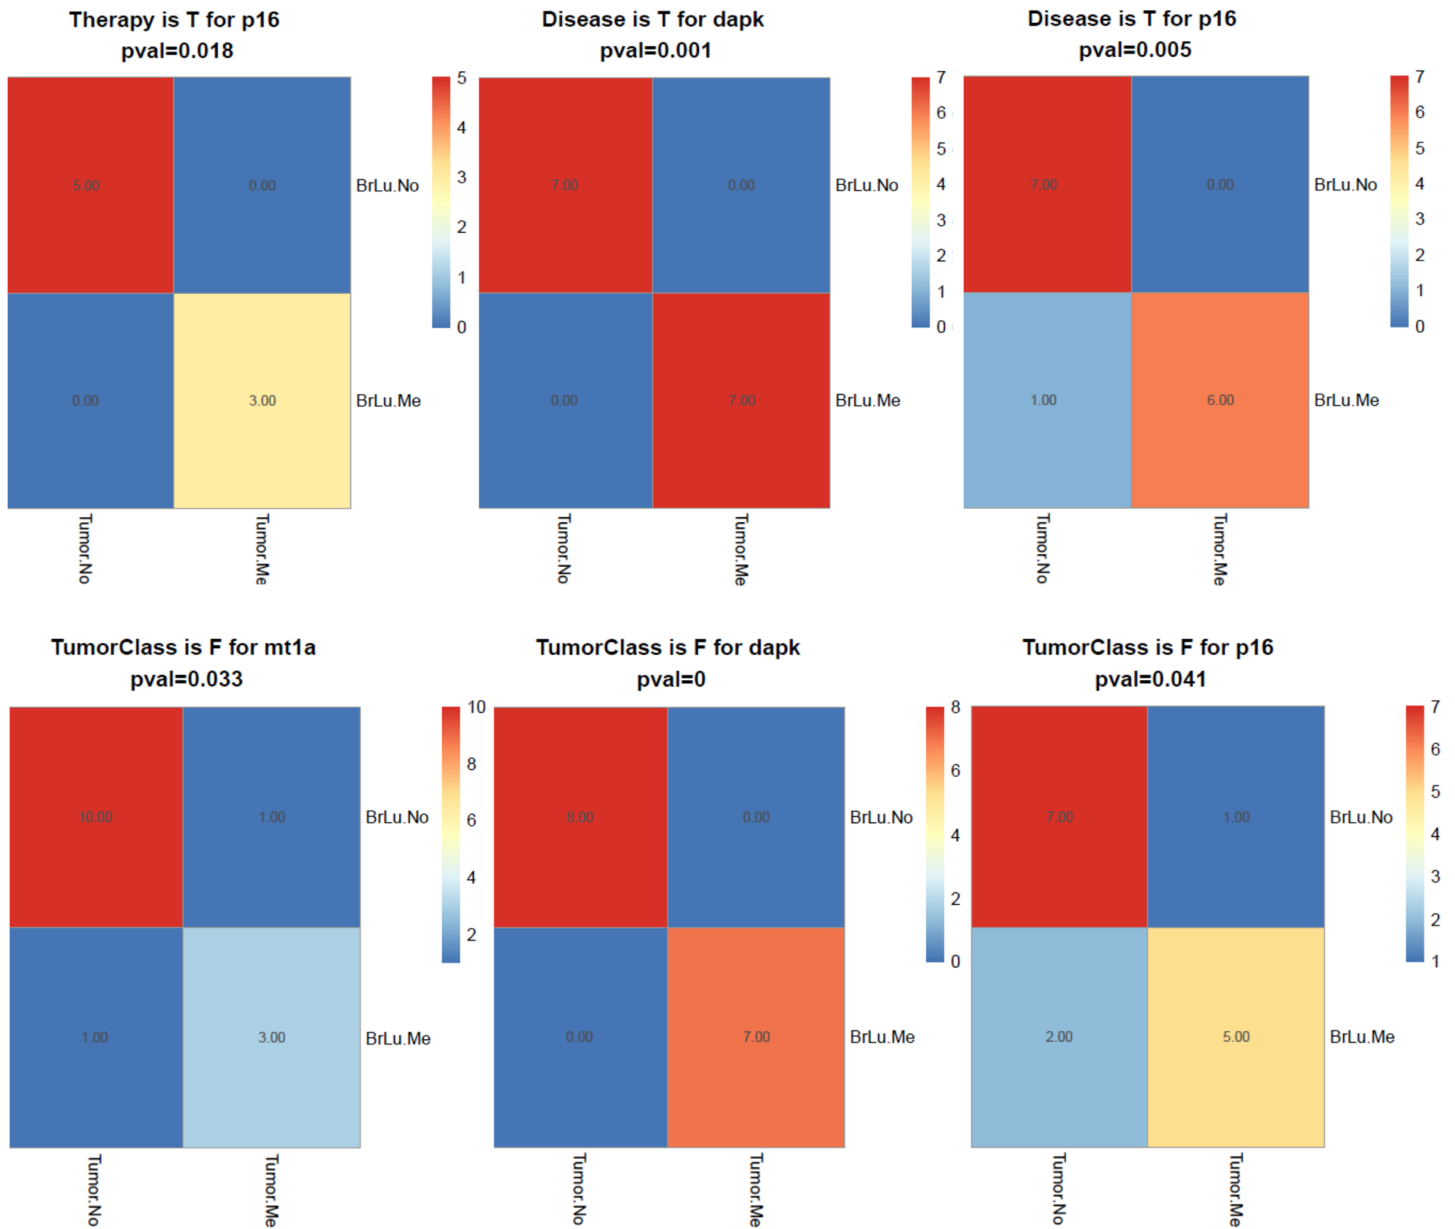 Therapy is T for p16
pval=0.018
5.00
0.00
BrLu.No
0.00
3.00
BrLu.Me
Tumor.No
Tumor.Me
5
4
3
2
1
0
Disease is T for dapk
pval=0.001
7.00
0.00
BrLu.No
0.00
7.00
BrLu.Me
Tumor.No
Tumor.Me
7
6
5
4
3
2
1
0
Disease is T for p16
pval=0.005
7.00
0.00
BrLu.No
1.00
6.00
BrLu.Me
Tumor.No
Tumor.Me
7
6
5
4
3
2
1
0
TumorClass is F for mt1a
pval=0.033
10.00
1.00
BrLu.No
1.00
3.00
BrLu.Me
Tumor.No
Tumor.Me
10
8
6
4
2
TumorClass is F for dapk
pval=0
8.00
0.00
BrLu.No
0.00
7.00
BrLu.Me
Tumor.No
Tumor.Me
8
6
4
2
0
TumorClass is F for p16
pval=0.041
7.00
1.00
BrLu.No
2.00
5.00
BrLu.Me
Tumor.No
Tumor.Me
7
6
5
4
3
2
1